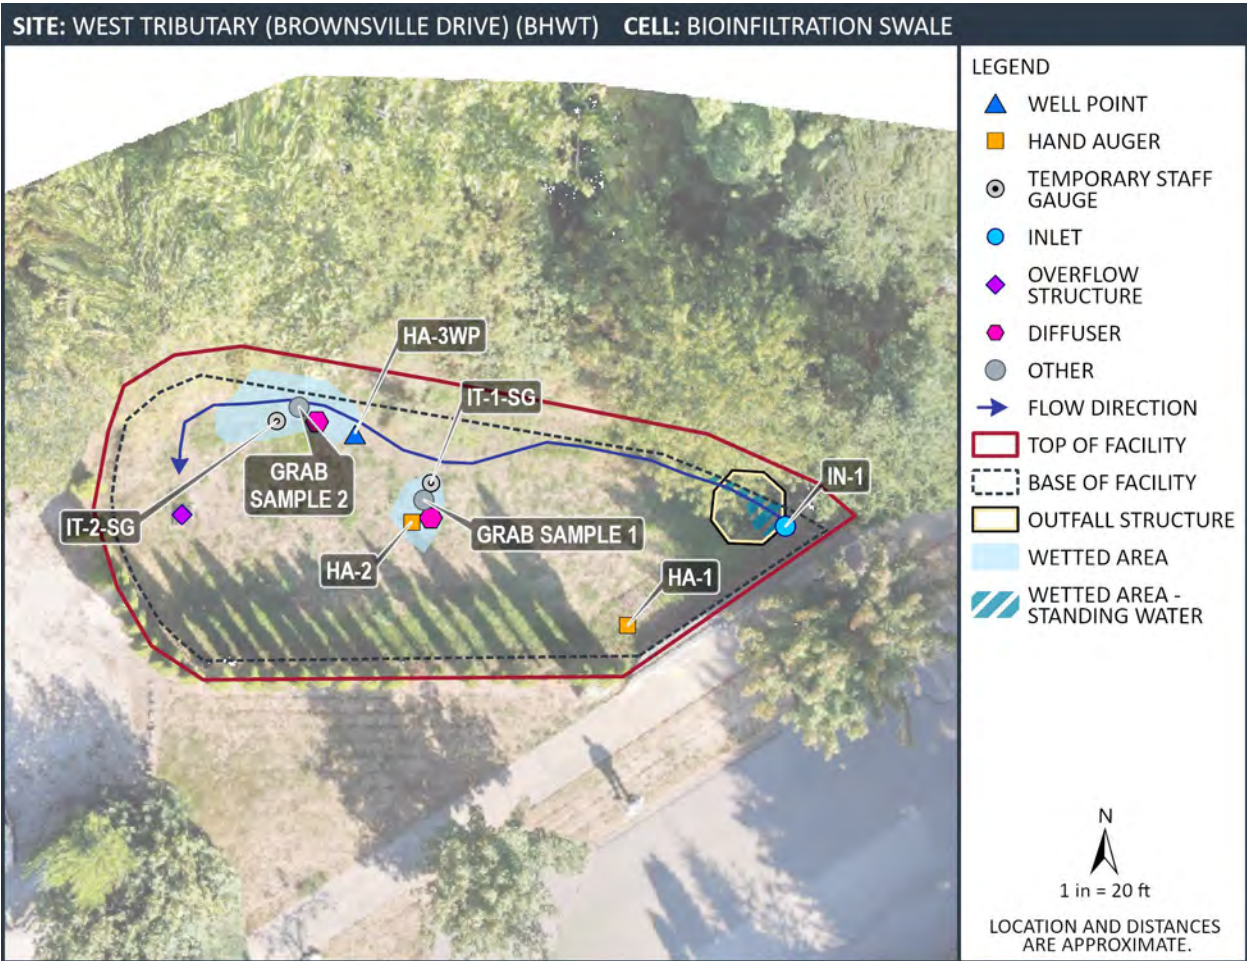 SITE: WEST TRIBUTARY (BROWNSVILLE DRIVE) (BHWT) CELL: BIOINFILTRATION SWALE
LEGEND
WELL POINT
HAND AUGER
TEMPORARY STAFF
GAUGE
INLET
OVERFLOW
STRUCTURE
DIFFUSER
OTHER
FLOW DIRECTION
TOP OF FACILITY
BASE OF FACILITY
OUTFALL STRUCTURE
WETTED AREA
WETTED AREA -
STANDING WATER
HA-3WP
IT-1-SG
GRAB
SAMPLE 2
IN-1
IT-2-SG
GRAB SAMPLE 1
HA-2
HA-1
N
1 in = 20 ft
LOCATION AND DISTANCES
ARE APPROXIMATE.